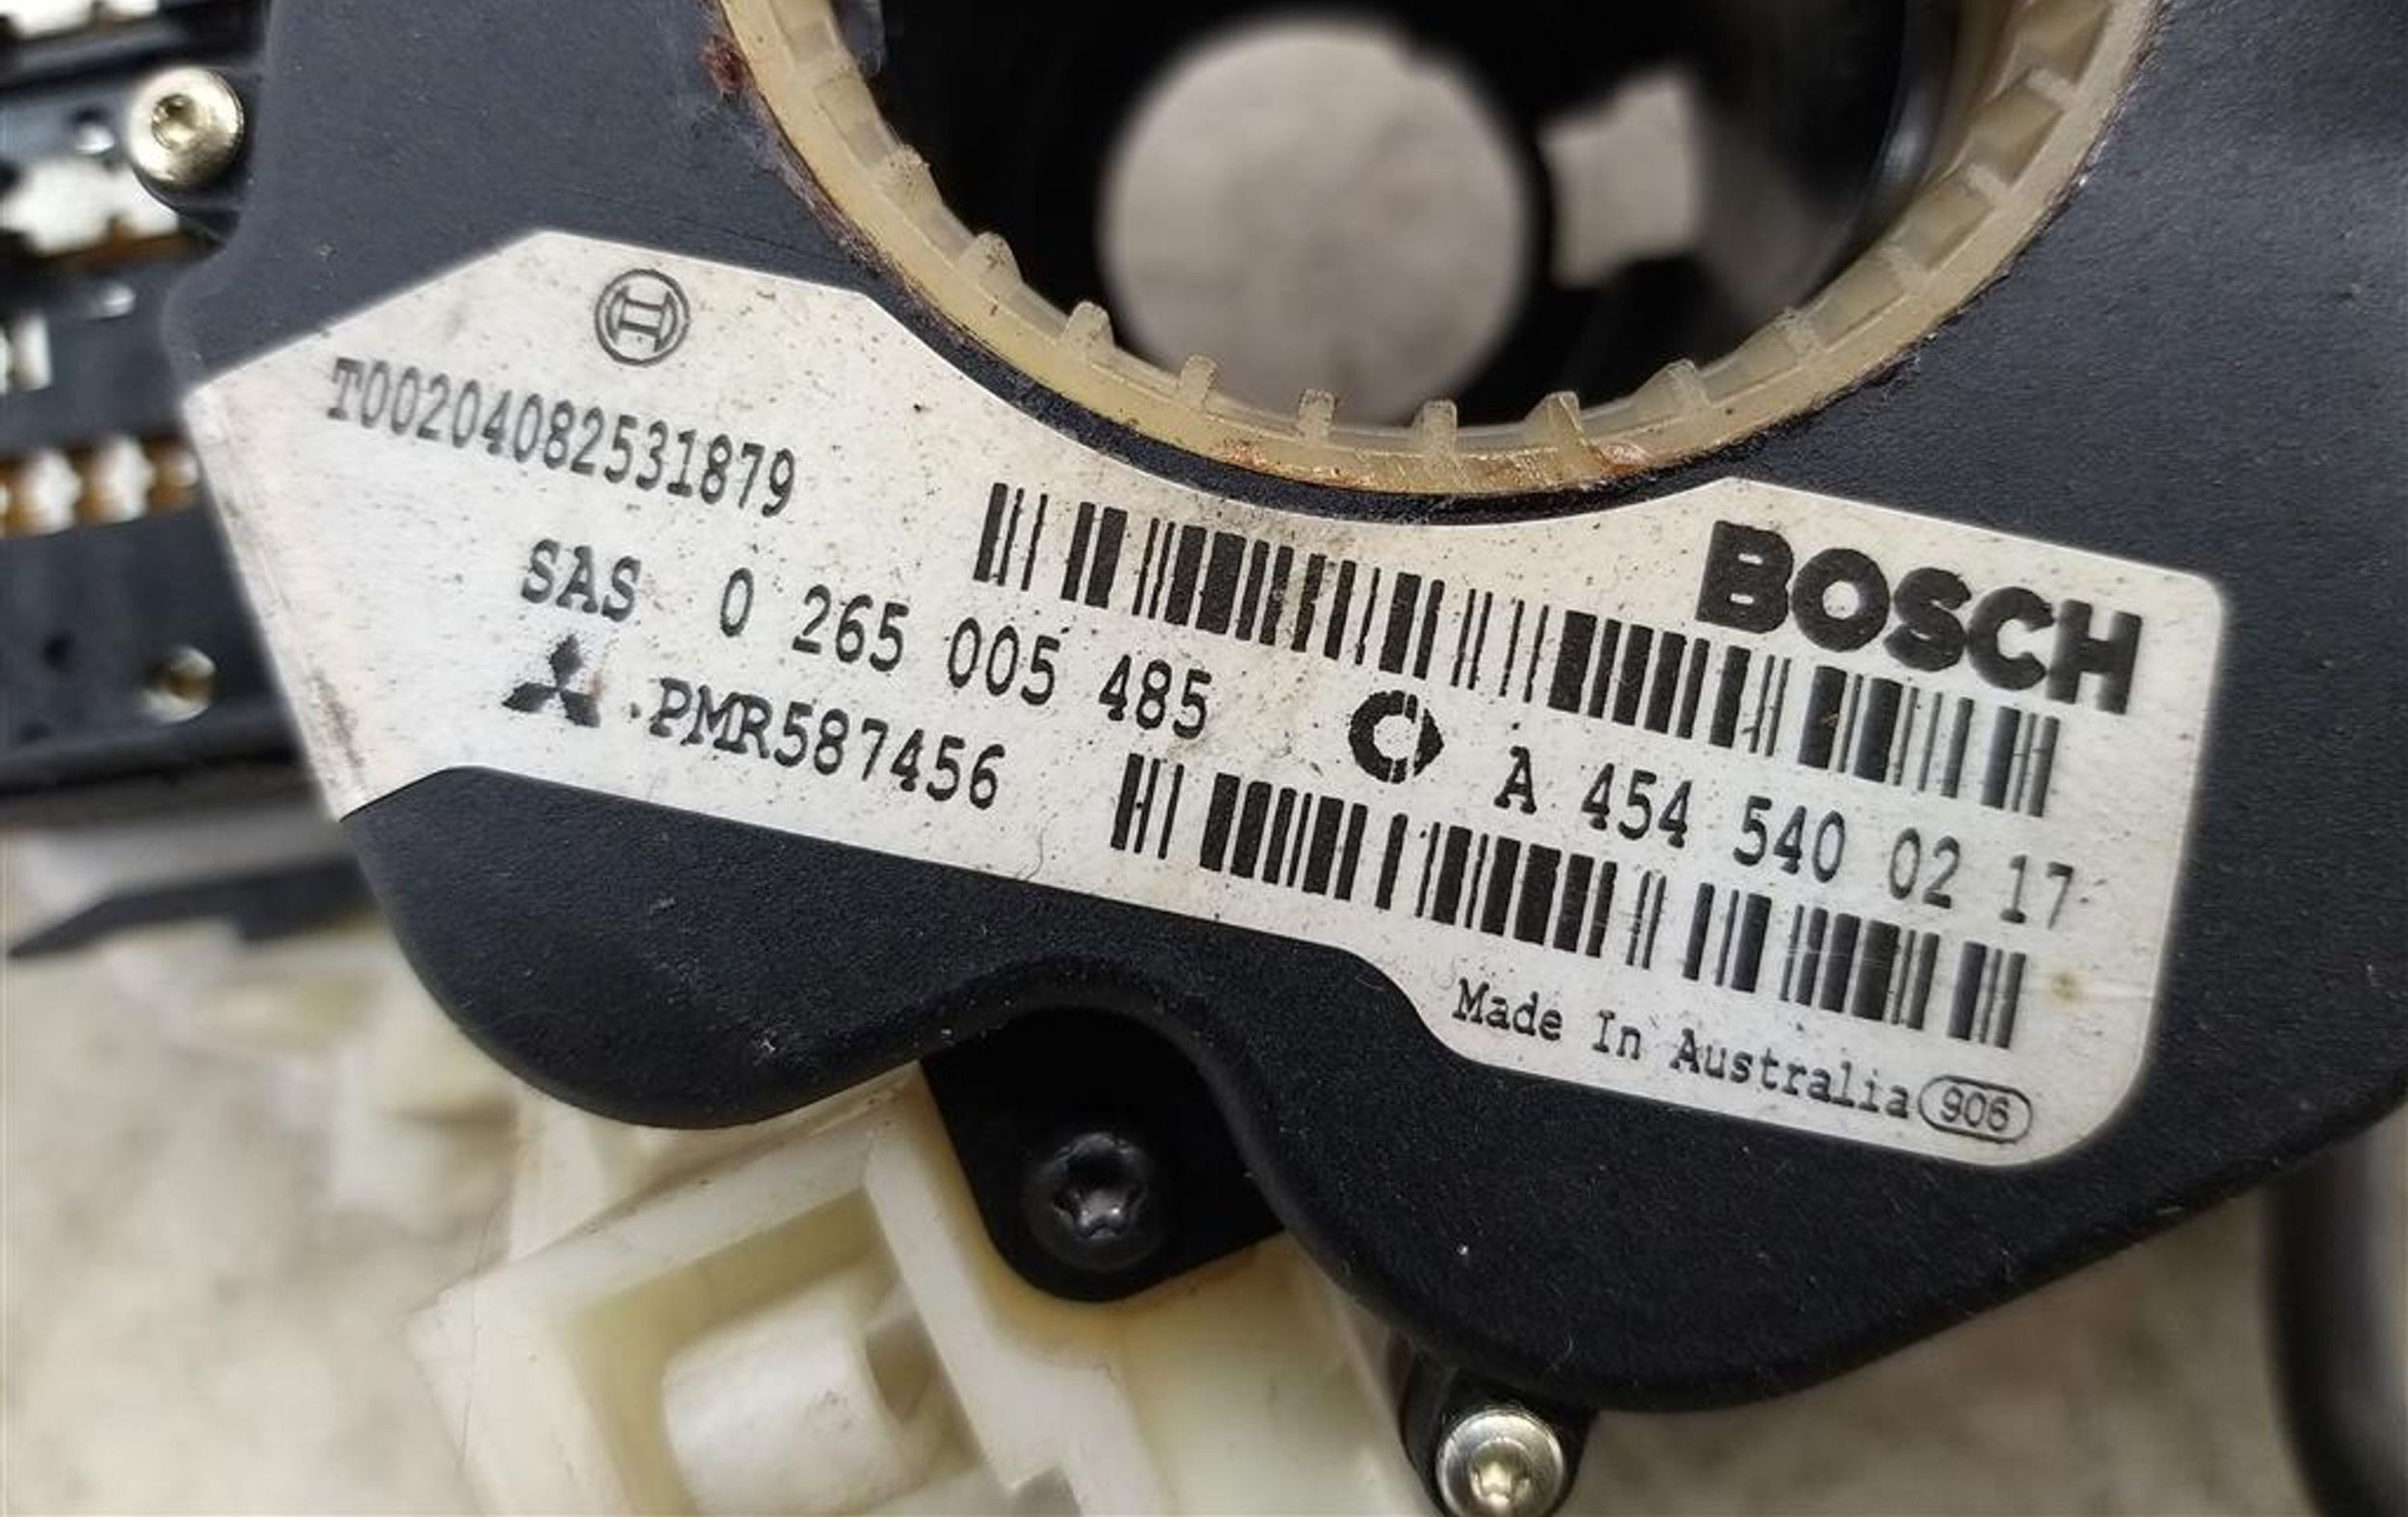 T00204082531879
BOSCH
SAS 0 265 005 485 A 454 540 02 17
PMR587456
Made In Australia 906